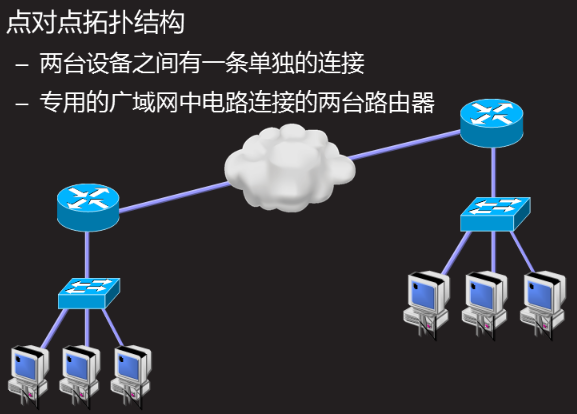 点对点拓扑结构
– 两台设备之间有一条单独的连接
– 专用的广域网中电路连接的两台路由器